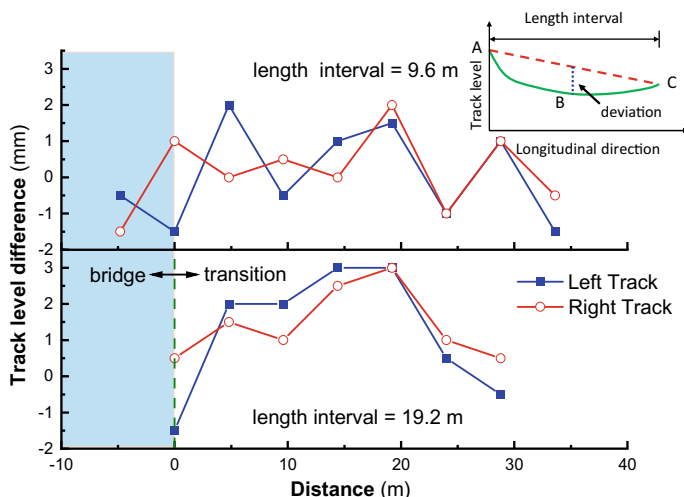 Length interval
A
Track level
C
B
deviation
Longitudinal direction
length interval = 9.6 m
3
2
1
0
-1
-2
Track level difference (mm)
bridge transition
3
2
1
0
-1
-2
Left Track
Right Track
length interval = 19.2 m
-10 0 10 20 30 40
Distance (m)